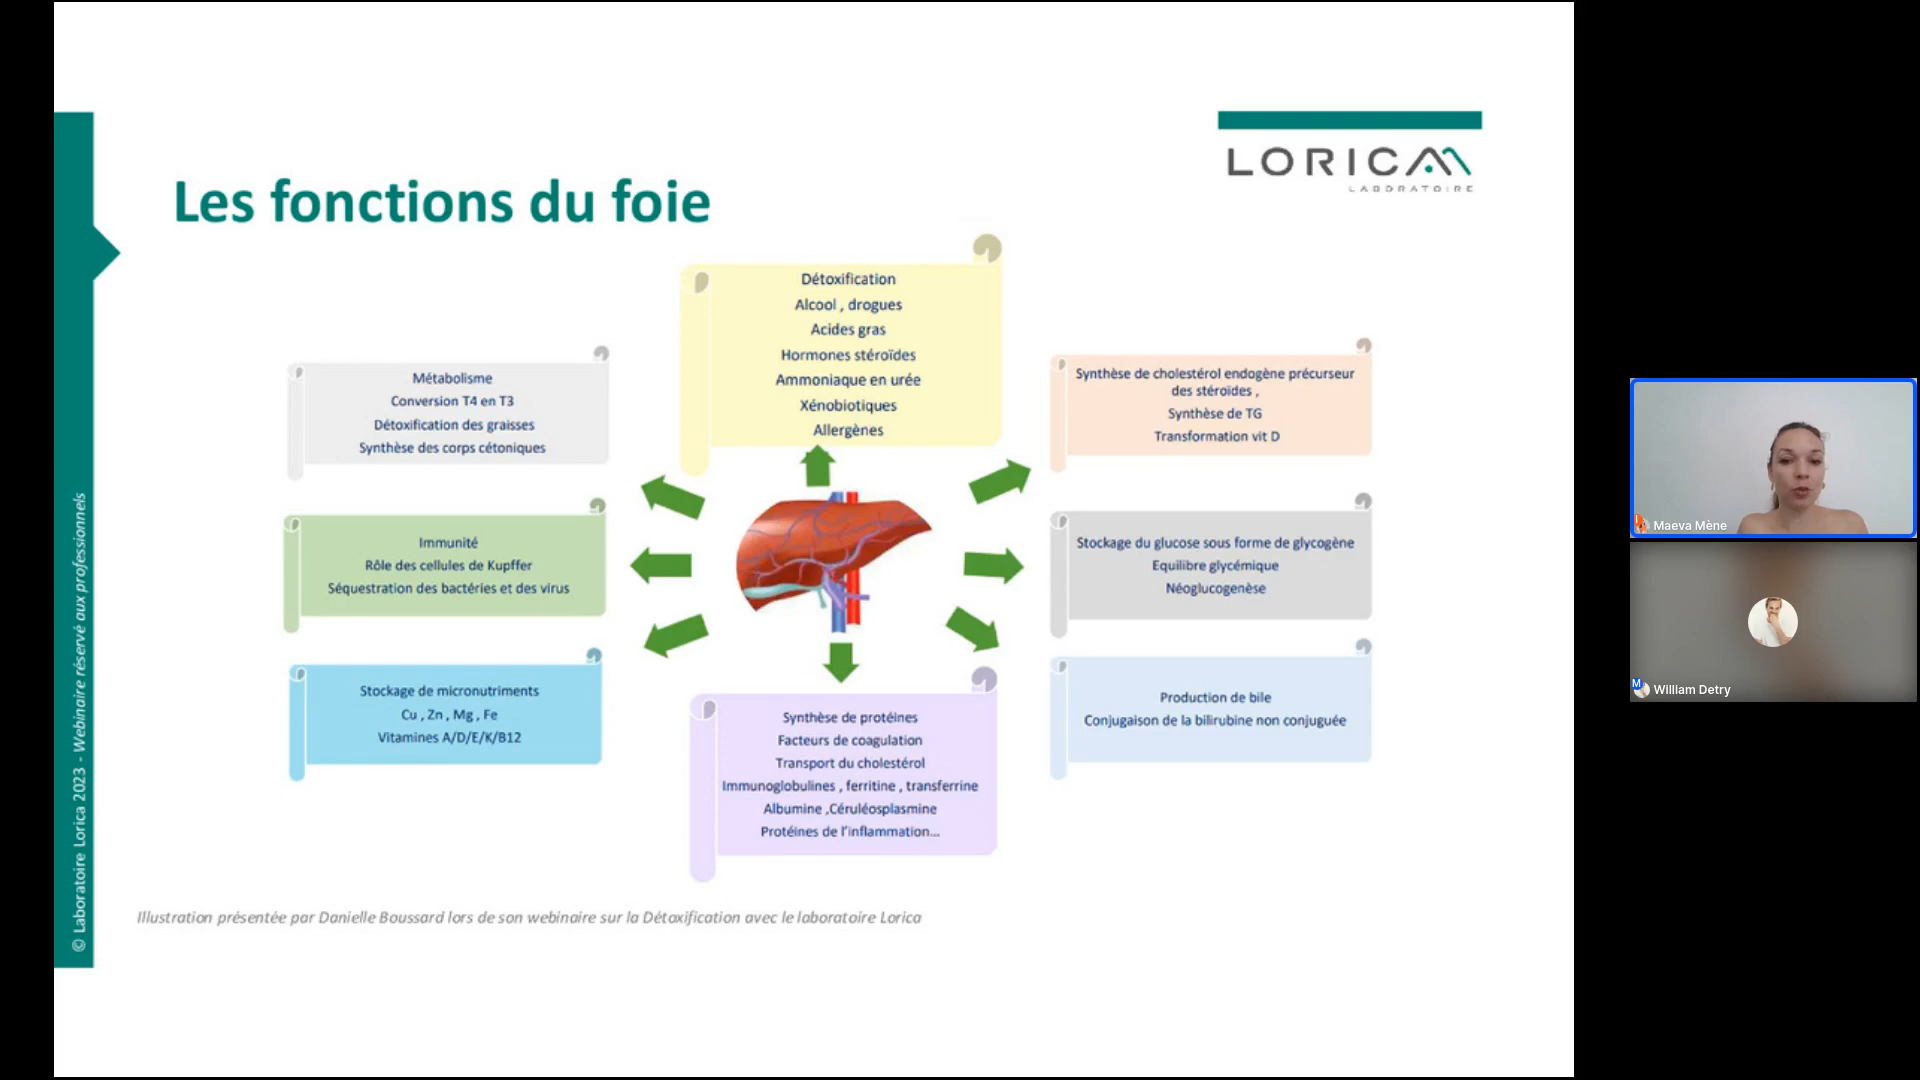 LORICA
LABORATOIRE
Les fonctions du foie
Détoxification
Alcool , drogues
Acides gras
Hormones stéroïdes
Ammoniaque en urée
Xénobiotiques
Allergènes
Métabolisme
Conversion T4 en T3
Détoxification des graisses
Synthèse des corps cétoniques
Synthèse de cholestérol endogène précurseur
des stéroïdes ,
Synthèse de TG
Transformation vit D
Immunité
Rôle des cellules de Kupffer
Séquestration des bactéries et des virus
Stockage du glucose sous forme de glycogène
Equilibre glycémique
Néoglucogenèse
Stockage de micronutriments
Cu , Zn , Mg , Fe
Vitamines A/D/E/K/B12
Synthèse de protéines
Facteurs de coagulation
Transport du cholestérol
Immunoglobulines , ferritine , transferrine
Albumine ,Céruléosplasmine
Protéines de l'inflammation...
Production de bile
Conjugaison de la bilirubine non conjuguée
Illustration présentée par Danielle Boussard lors de son webinaire sur la Détoxification avec le laboratoire Lorica
© Laboratoire Lorica 2023 - Webinaire réservé aux professionnels
Maeva Mène
M
William Detry